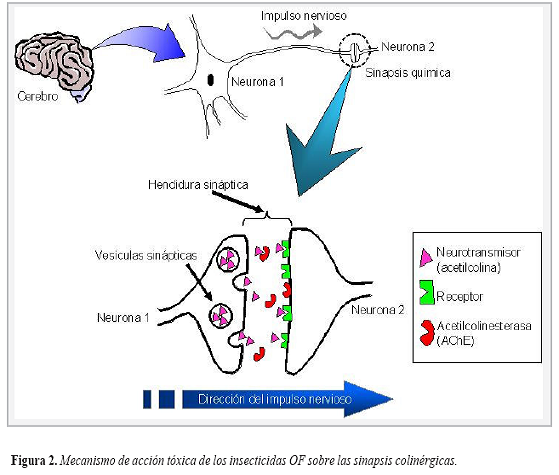 Impulso nervioso
Neurona 2
Neurona 1
Sinapsis química
Cerebro
Hendidura sináptica
Vesículas sinápticas
Neurona 1
Neurona 2
Neurotransmisor
(acetilcolina)
Receptor
Acetilcolinesterasa
(AChE)
Dirección del impulso nervioso
Figura 2. Mecanismo de acción tóxica de los insecticidas OF sobre las sinapsis colinérgicas.